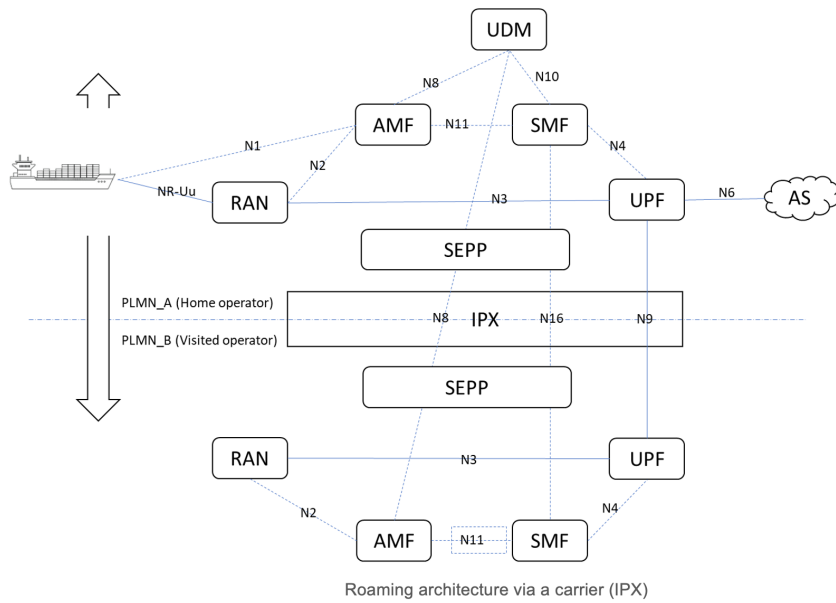 UDM
N8
N10
AMF
N11
SMF
N1
N2
N4
NR-Uu
RAN
N3
UPF
N6
AS
SEPP
PLMN_A (Home operator)
N8
IPX
N16
N9
PLMN_B (Visited operator)
SEPP
RAN
N3
UPF
N2
N4
AMF
N11
SMF
Roaming architecture via a carrier (IPX)